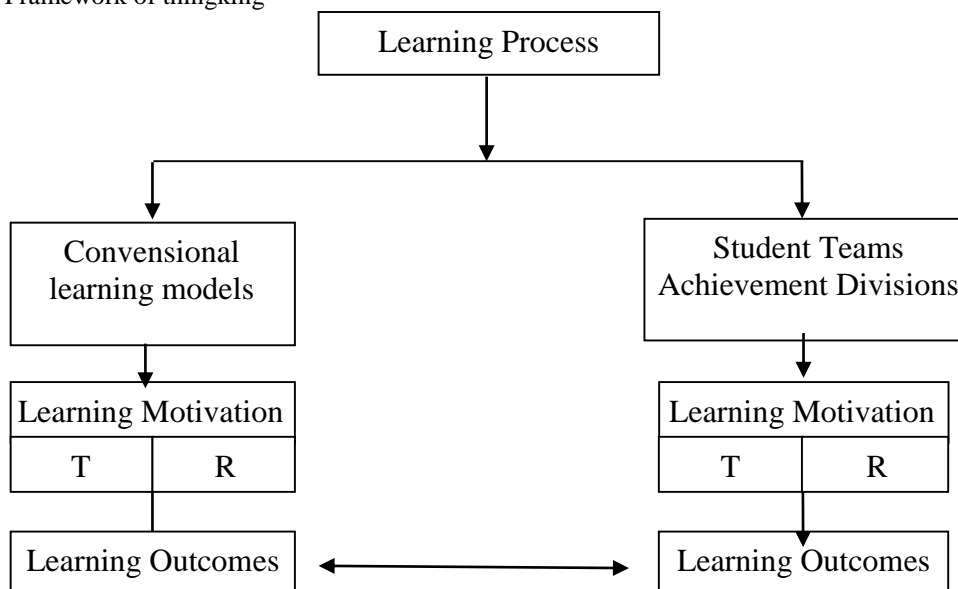 Framework of thingking
Learning Process
Convensional
learning models
Student Teams
Achievement Divisions
Learning Motivation
T R
Learning Motivation
T R
Learning Outcomes
Learning Outcomes